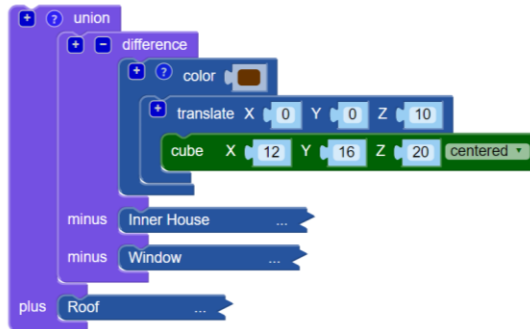 + ? union
+ − difference
+ ? color
+ translate X 0 Y 0 Z 10
cube X 12 Y 16 Z 20 centered ▾
minus Inner House ...
minus Window ...
plus Roof ...